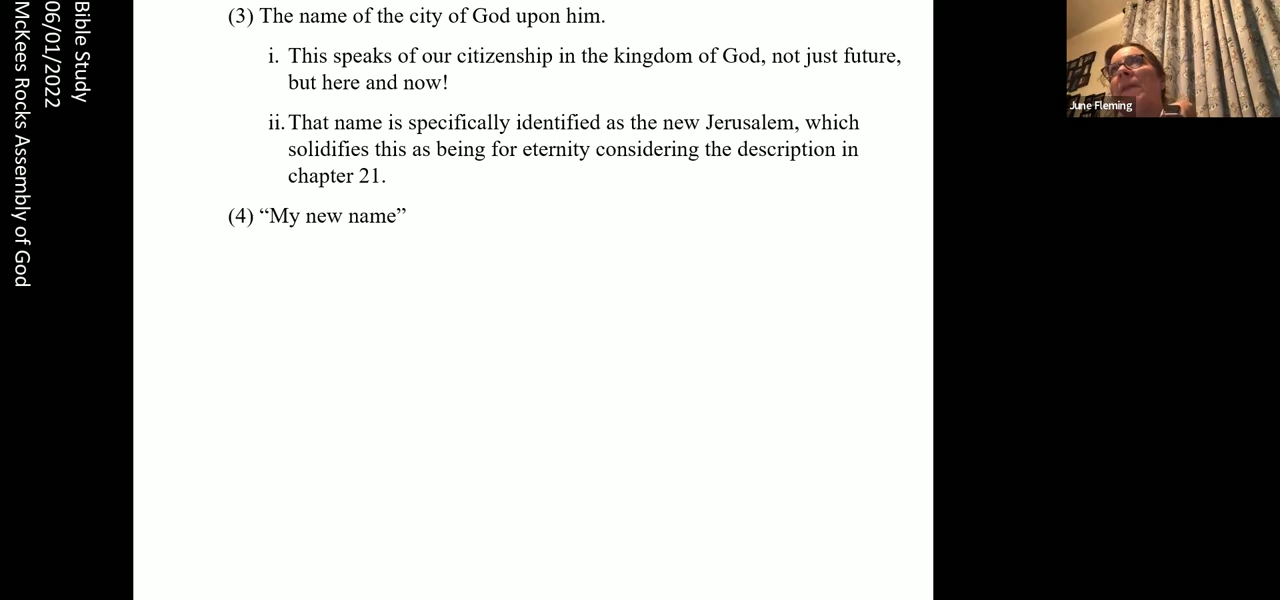 Bible Study
06/01/2022
McKees Rocks Assembly of God
(3) The name of the city of God upon him.
i. This speaks of our citizenship in the kingdom of God, not just future,
but here and now!
ii. That name is specifically identified as the new Jerusalem, which
solidifies this as being for eternity considering the description in
chapter 21.
(4) “My new name”
June Fleming